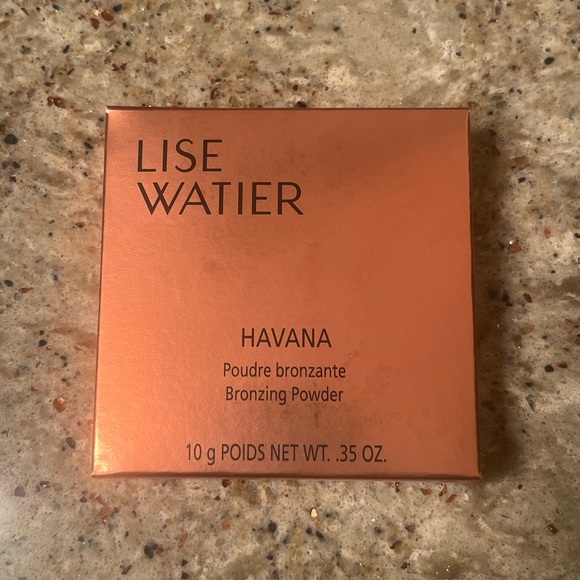 LISE
WATIER
HAVANA
Poudre bronzante
Bronzing Powder
10 g POIDS NET WT. .35 OZ.